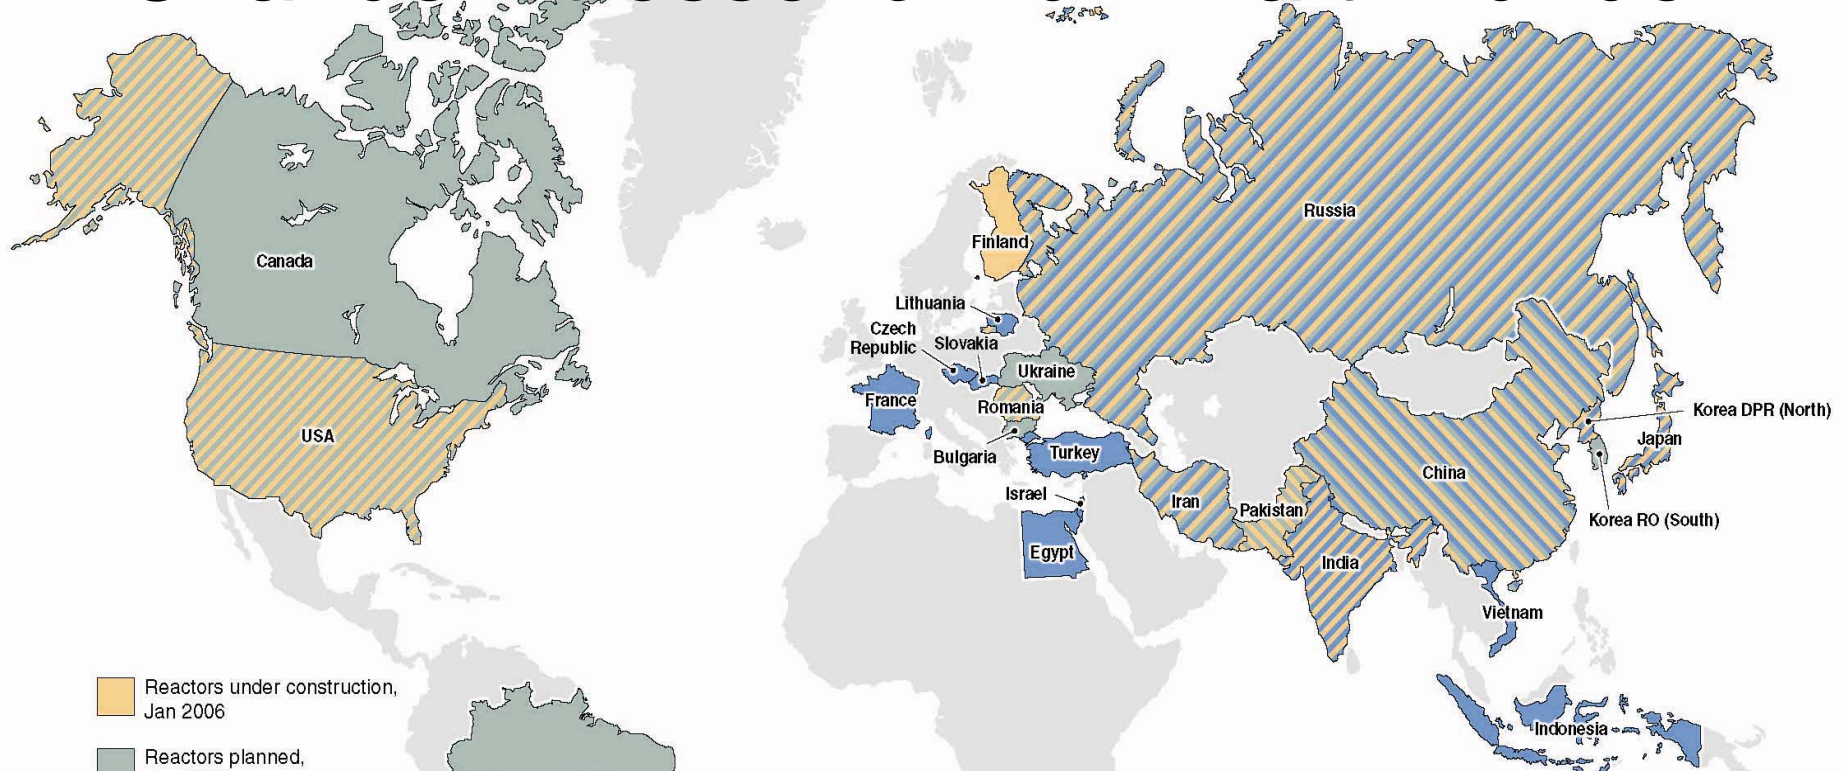 Canada
USA
Finland
Russia
Lithuania
Czech
Republic
Slovakia
Ukraine
France
Romania
Bulgaria
Turkey
Israel
Egypt
Iran
Pakistan
India
China
Korea DPR (North)
Japan
Korea RO (South)
Vietnam
Indonesia
Reactors under construction,
Jan 2006
Reactors planned,